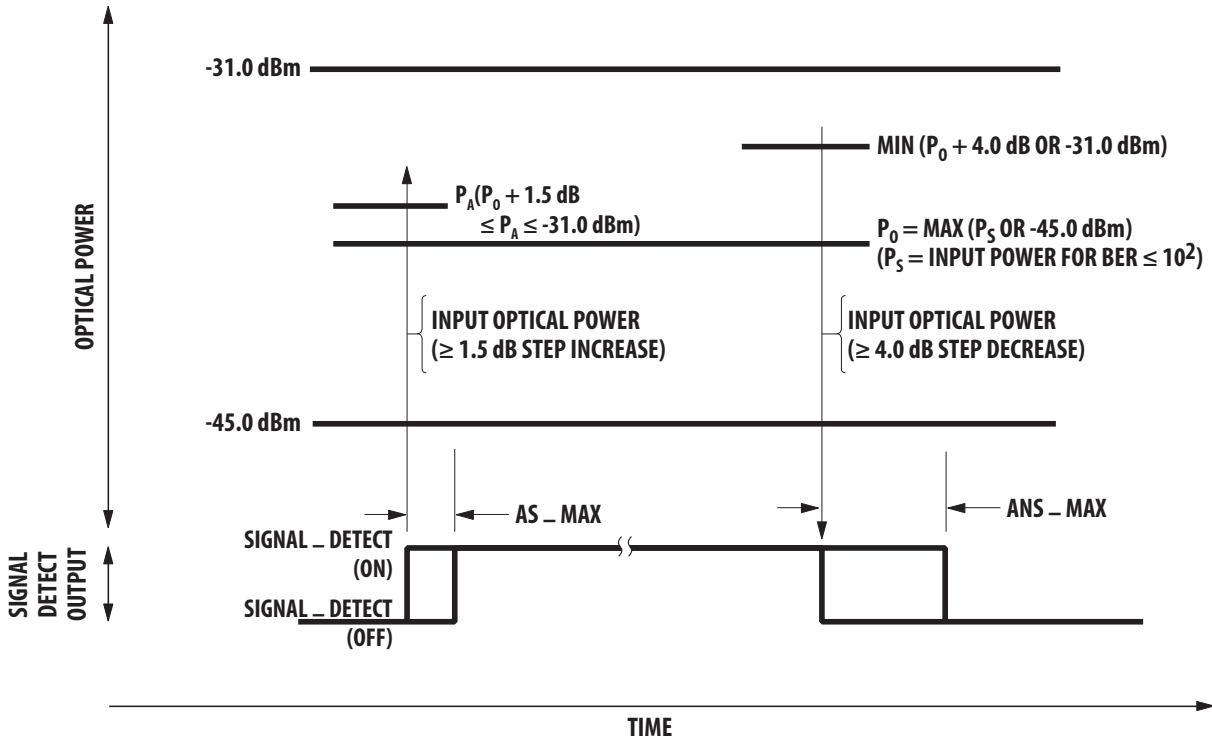 -31.0 dBm
MIN (P0 + 4.0 dB OR -31.0 dBm)
PA(P0 + 1.5 dB
≤ PA ≤ -31.0 dBm)
P0 = MAX (PS OR -45.0 dBm)
(PS = INPUT POWER FOR BER ≤ 10²)
OPTICAL POWER
INPUT OPTICAL POWER
(≥ 1.5 dB STEP INCREASE)
INPUT OPTICAL POWER
(≥ 4.0 dB STEP DECREASE)
-45.0 dBm
AS _ MAX
ANS _ MAX
SIGNAL _ DETECT
(ON)
SIGNAL
DETECT
OUTPUT
SIGNAL _ DETECT
(OFF)
TIME